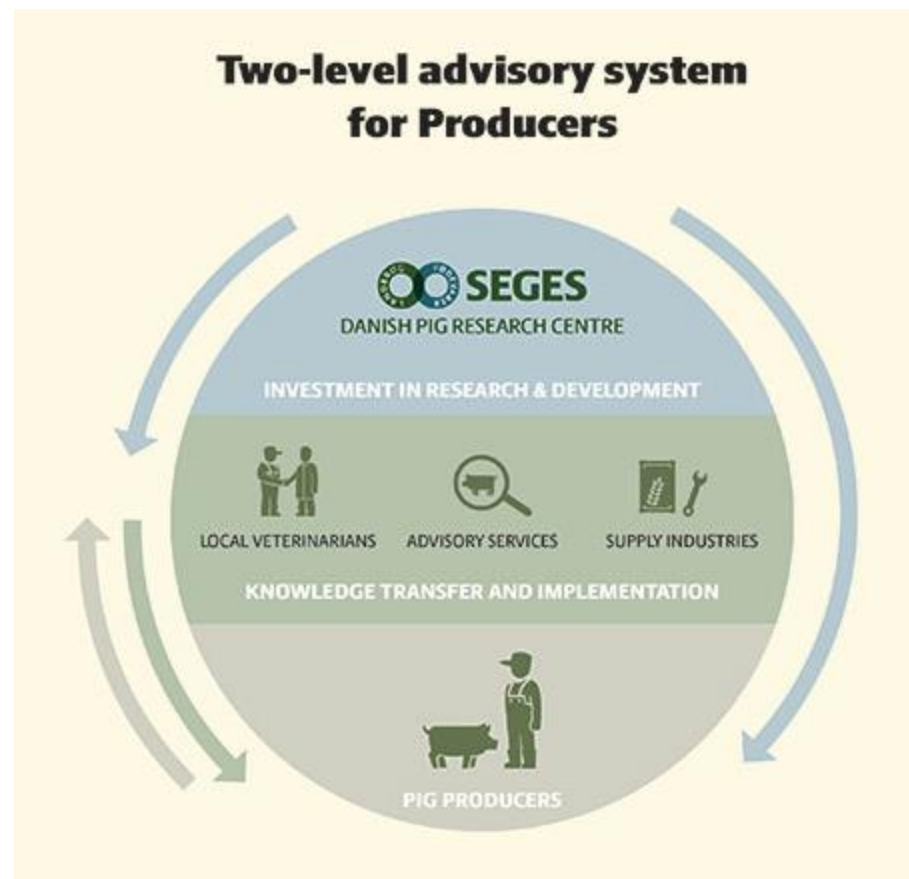 Two-level advisory system
for Producers
SEGES
DANISH PIG RESEARCH CENTRE
INVESTMENT IN RESEARCH & DEVELOPMENT
LOCAL VETERINARIANS ADVISORY SERVICES SUPPLY INDUSTRIES
KNOWLEDGE TRANSFER AND IMPLEMENTATION
PIG PRODUCERS